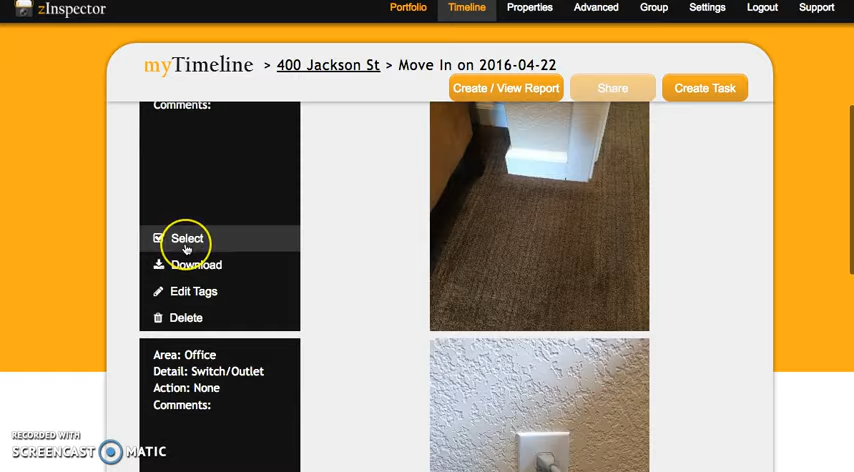 zInspector
Portfolio
Timeline
Properties
Advanced
Group
Settings
Logout
Support
myTimeline > 400 Jackson St > Move In on 2016-04-22
Create / View Report
Share
Create Task
Comments:
Select
Download
Edit Tags
Delete
Area: Office
Detail: Switch/Outlet
Action: None
Comments:
RECORDED WITH
SCREENCAST MATIC